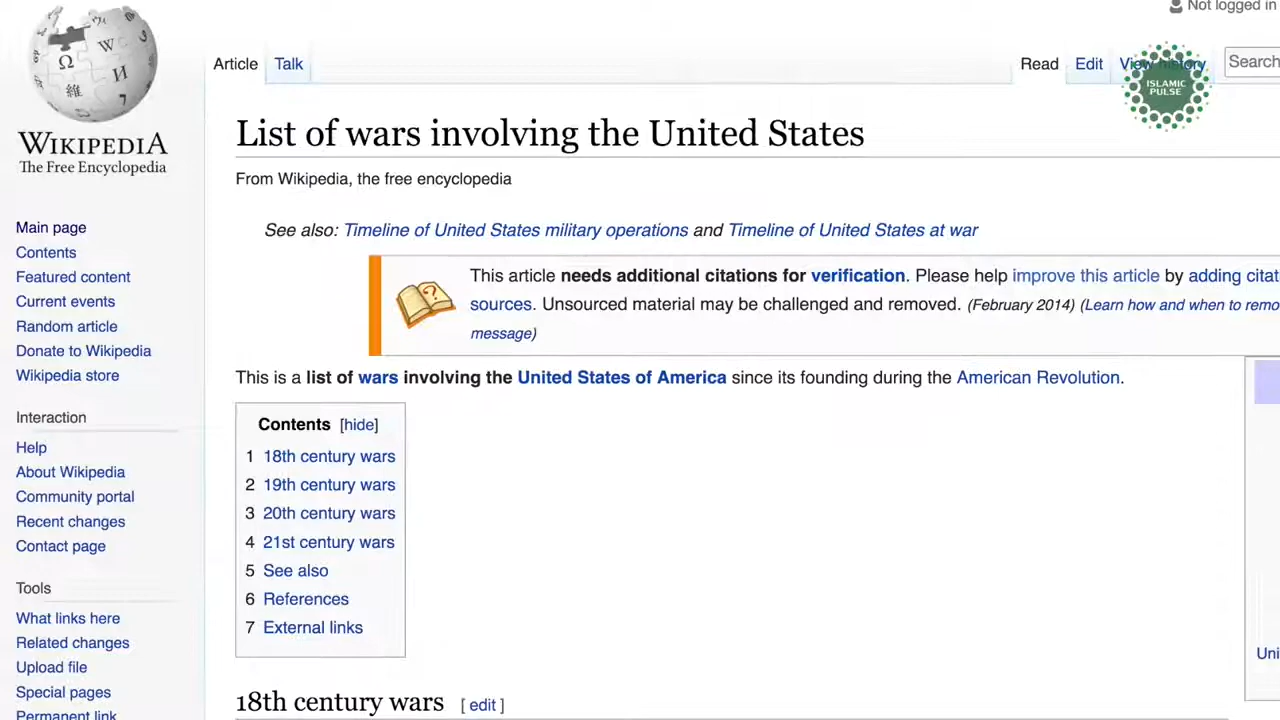 Not logged in
Article Talk Read Edit View history Search
ISLAMIC
PULSE
WIKIPEDIA
The Free Encyclopedia
List of wars involving the United States
From Wikipedia, the free encyclopedia
See also: Timeline of United States military operations and Timeline of United States at war
This article needs additional citations for verification. Please help improve this article by adding citat
sources. Unsourced material may be challenged and removed. (February 2014) (Learn how and when to remo
message)
This is a list of wars involving the United States of America since its founding during the American Revolution.
Contents [hide]
1 18th century wars
2 19th century wars
3 20th century wars
4 21st century wars
5 See also
6 References
7 External links
18th century wars [ edit ]
Main page
Contents
Featured content
Current events
Random article
Donate to Wikipedia
Wikipedia store
Interaction
Help
About Wikipedia
Community portal
Recent changes
Contact page
Tools
What links here
Related changes
Upload file
Special pages
Permanent link
Uni